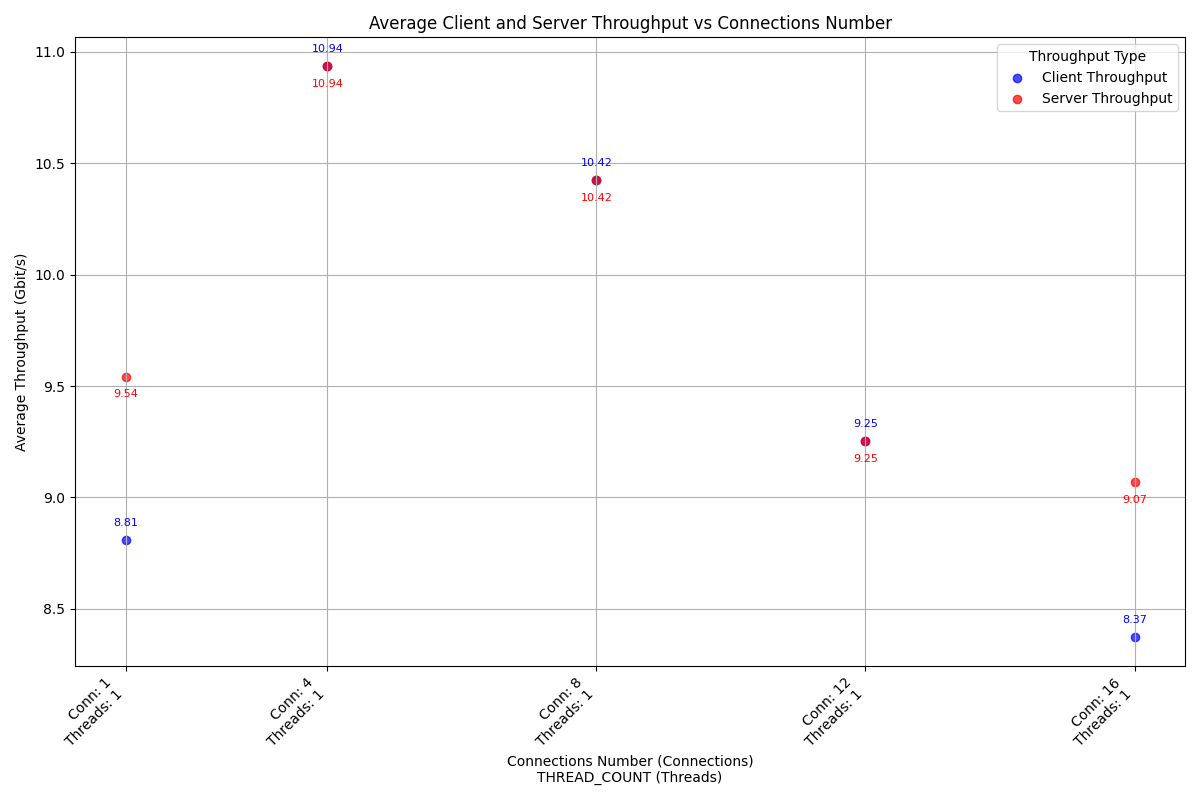 Average Client and Server Throughput vs Connections Number
Throughput Type
Client Throughput
Server Throughput
Average Throughput (Gbit/s)
11.0
10.5
10.0
9.5
9.0
8.5
10.94
10.94
10.42
10.42
9.54
9.25
9.25
9.07
8.81
8.37
Conn: 1
Threads: 1
Conn: 4
Threads: 1
Conn: 8
Threads: 1
Conn: 12
Threads: 1
Conn: 16
Threads: 1
Connections Number (Connections)
THREAD_COUNT (Threads)